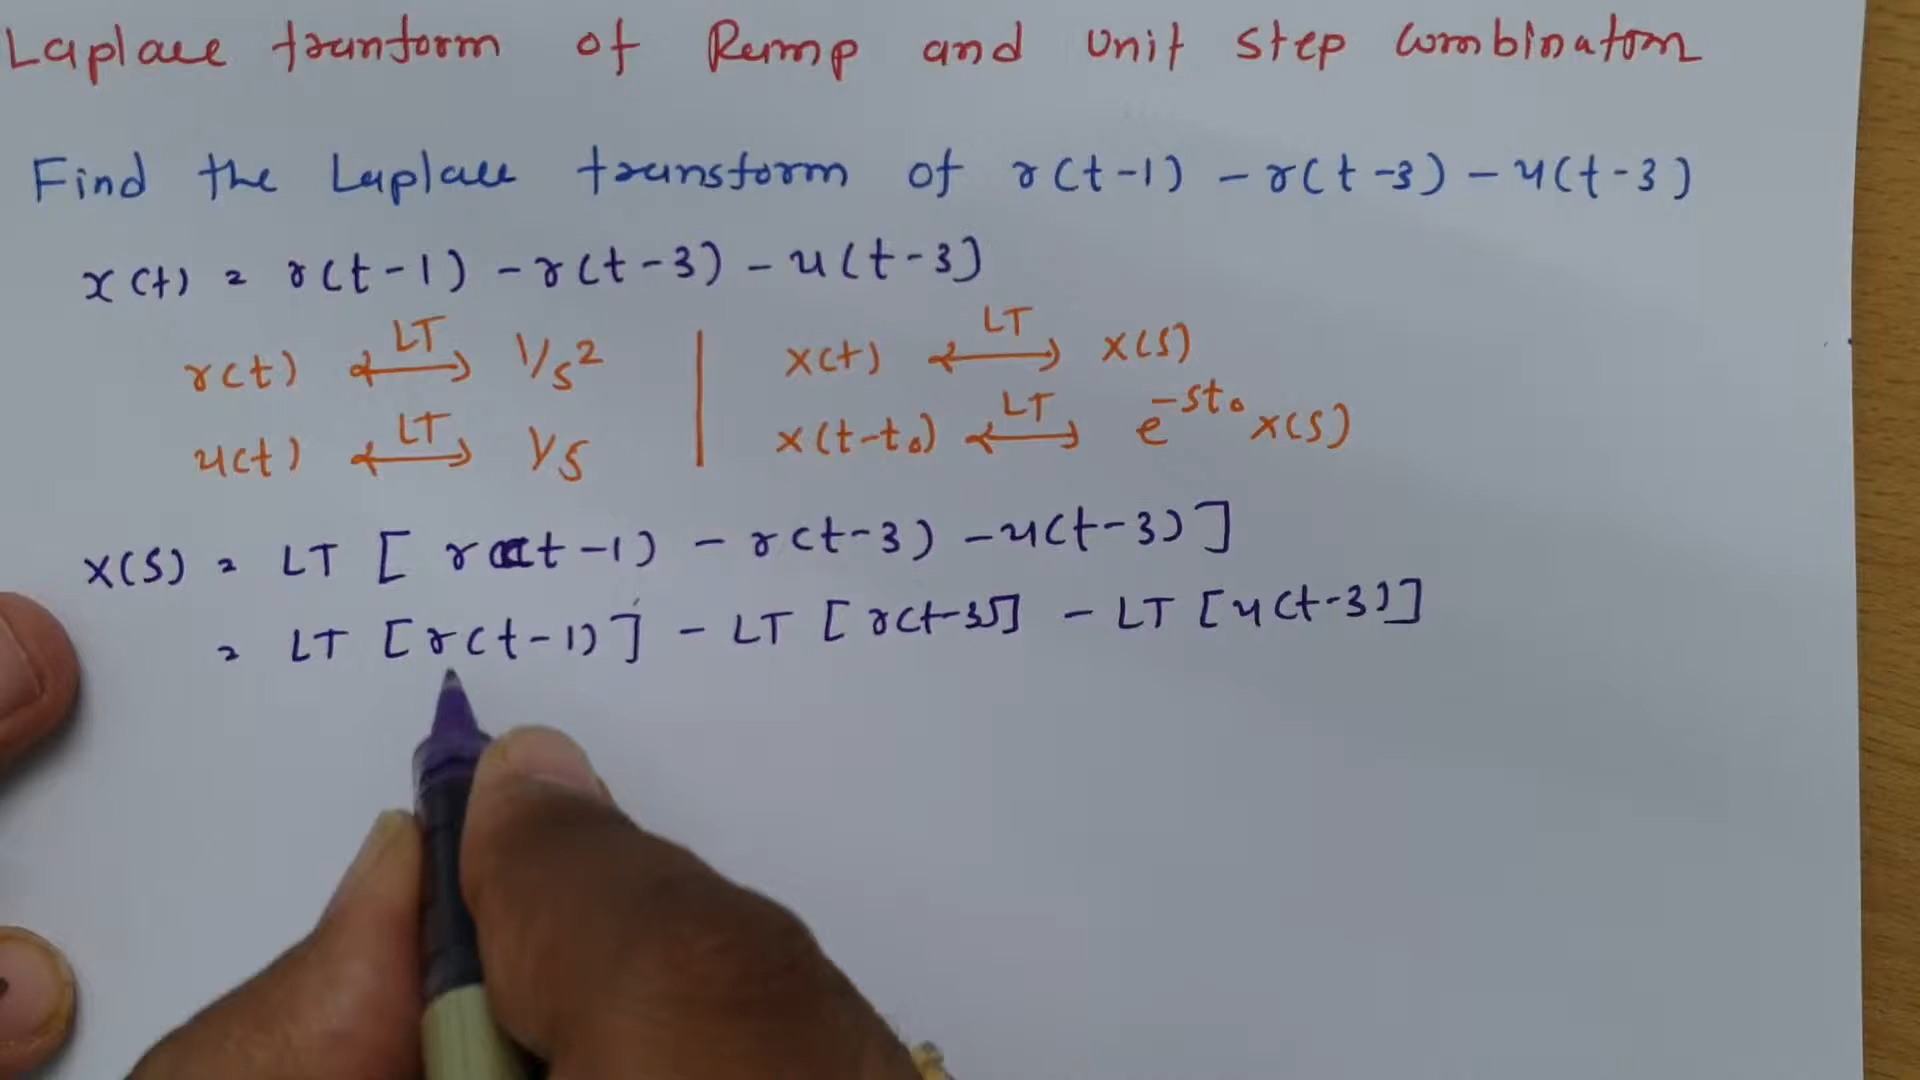 Laplace transform of Ramp and Unit step combination
Find the Laplace transform of r(t-1) - r(t-3) - u(t-3)
x(t) = r(t-1) - r(t-3) - u(t-3)
r(t) ←LT→ 1/s²
u(t) ←LT→ 1/s
x(t) ←LT→ X(s)
x(t-t₀) ←LT→ e^-st₀ X(s)
X(s) = LT [ r(t-1) - r(t-3) - u(t-3) ]
= LT [r(t-1)] - LT [r(t-3)] - LT [u(t-3)]